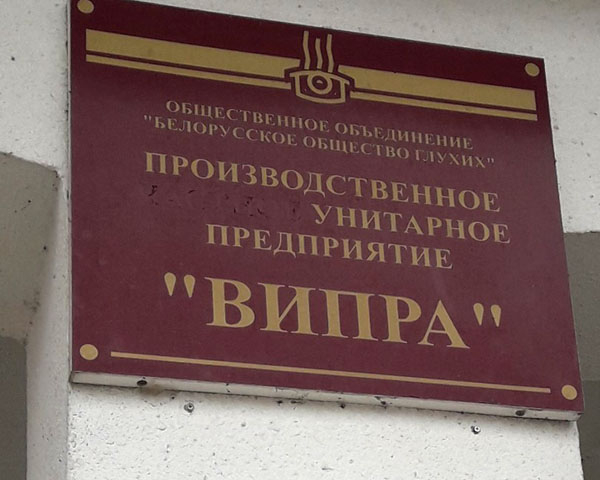 ОБЩЕСТВЕННОЕ ОБЪЕДИНЕНИЕ
"БЕЛОРУССКОЕ ОБЩЕСТВО ГЛУХИХ"
ПРОИЗВОДСТВЕННОЕ
УНИТАРНОЕ
ПРЕДПРИЯТИЕ
"ВИПРА"